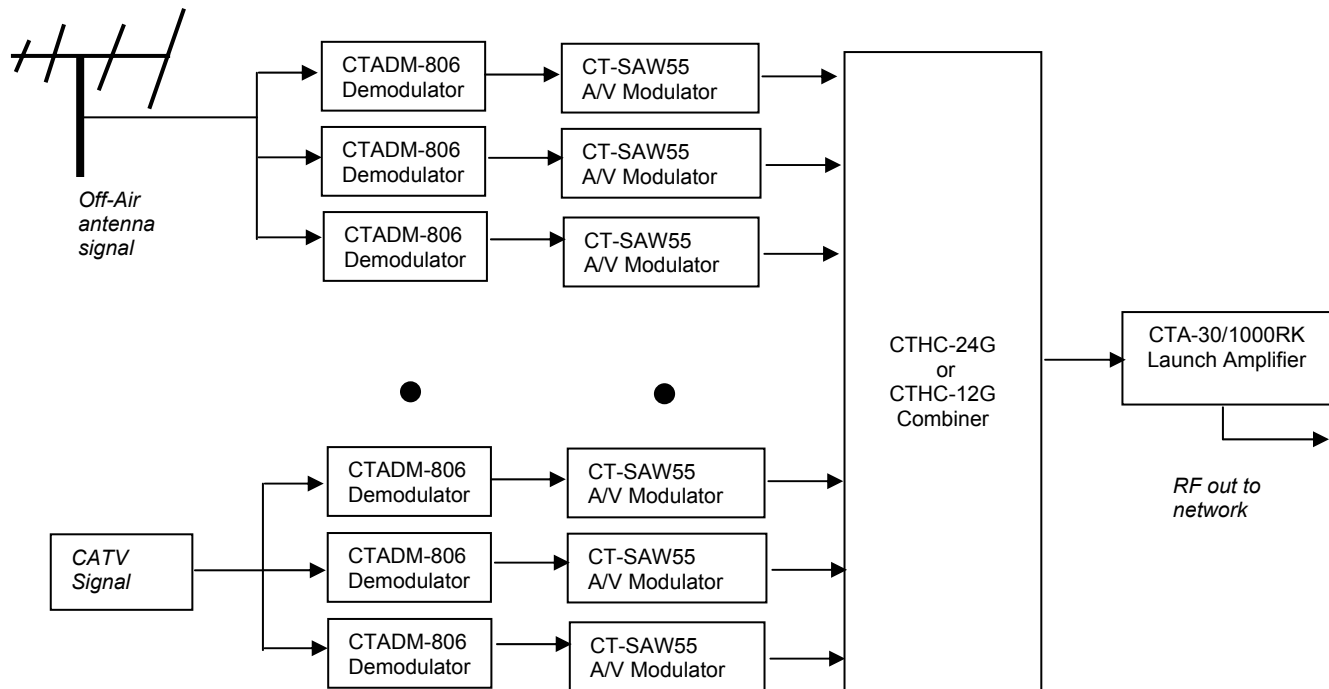 CTADM-806
Demodulator
CT-SAW55
A/V Modulator
CTADM-806
Demodulator
CT-SAW55
A/V Modulator
Off-Air
antenna
signal
CTADM-806
Demodulator
CT-SAW55
A/V Modulator
CTHC-24G
or
CTHC-12G
Combiner
CTA-30/1000RK
Launch Amplifier
RF out to
network
CTADM-806
Demodulator
CT-SAW55
A/V Modulator
CATV
Signal
CTADM-806
Demodulator
CT-SAW55
A/V Modulator
CTADM-806
Demodulator
CT-SAW55
A/V Modulator